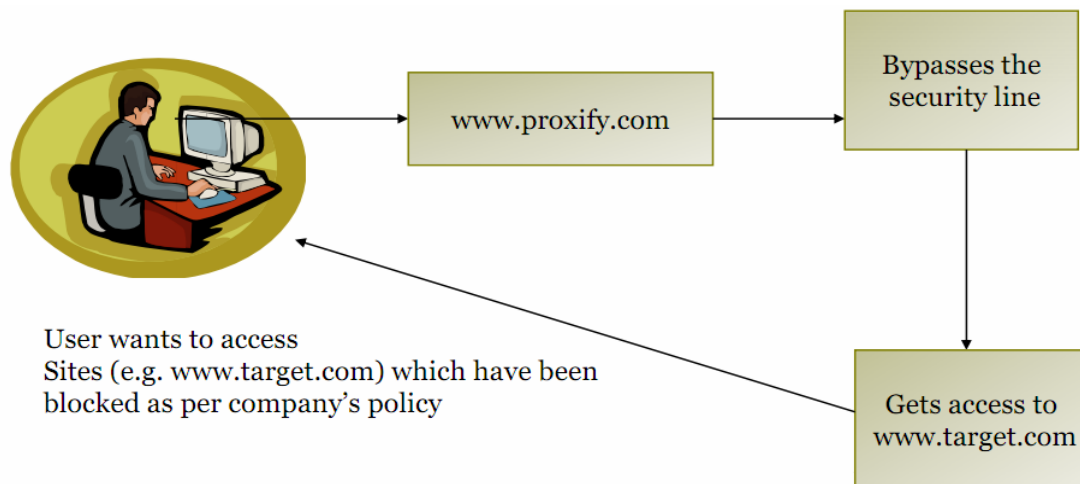 www.proxify.com
Bypasses the
security line
User wants to access
Sites (e.g. www.target.com) which have been
blocked as per company’s policy
Gets access to
www.target.com